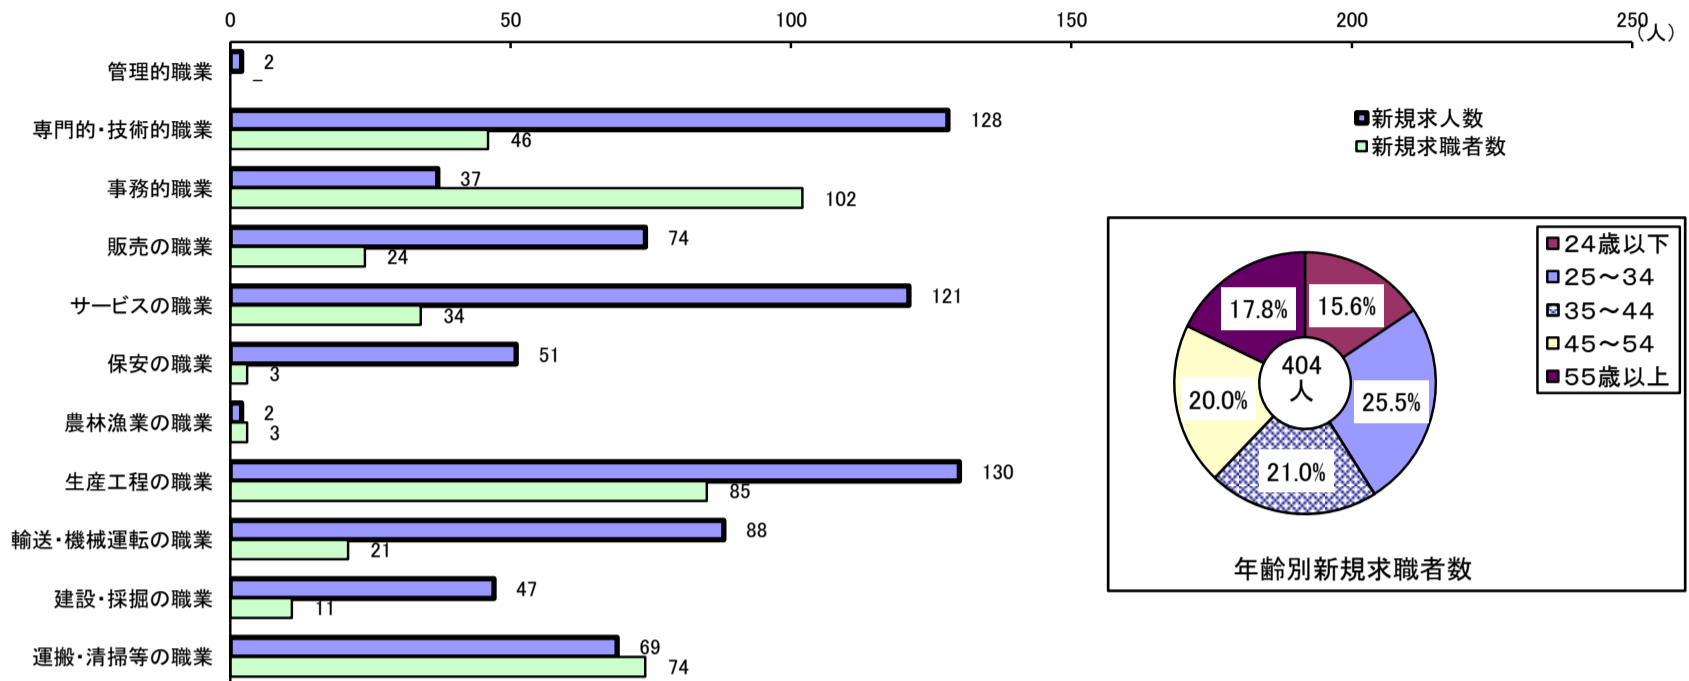 0 50 100 150 200 250
（人）
管理的職業 2
_
専門的・技術的職業 128
46
事務的職業 37
102
販売の職業 74
24
サービスの職業 121
34
保安の職業 51
3
農林漁業の職業 2
3
生産工程の職業 130
85
輸送・機械運転の職業 88
21
建設・採掘の職業 47
11
運搬・清掃等の職業 69
74
新規求人数
新規求職者数
24歳以下
25～34
35～44
45～54
55歳以上
17.8% 15.6%
404
人
20.0% 25.5%
21.0%
年齢別新規求職者数